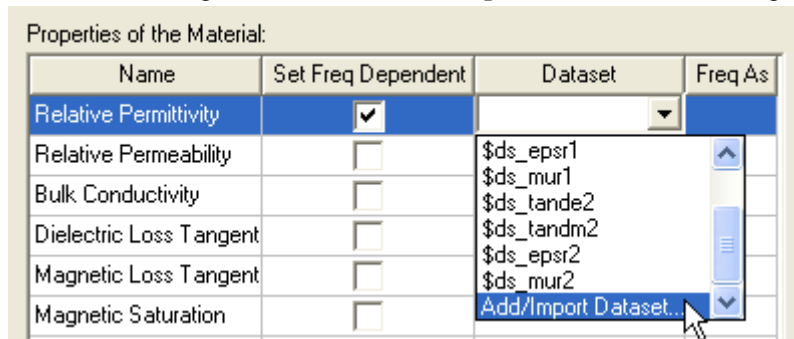 Properties of the Material:
Name Set Freq Dependent Dataset Freq As
Relative Permittivity
Relative Permeability $ds_epsr1
$ds_mur1
Bulk Conductivity $ds_tande2
Dielectric Loss Tangent $ds_tandm2
$ds_epsr2
Magnetic Loss Tangent $ds_mur2
Magnetic Saturation Add/Import Dataset...